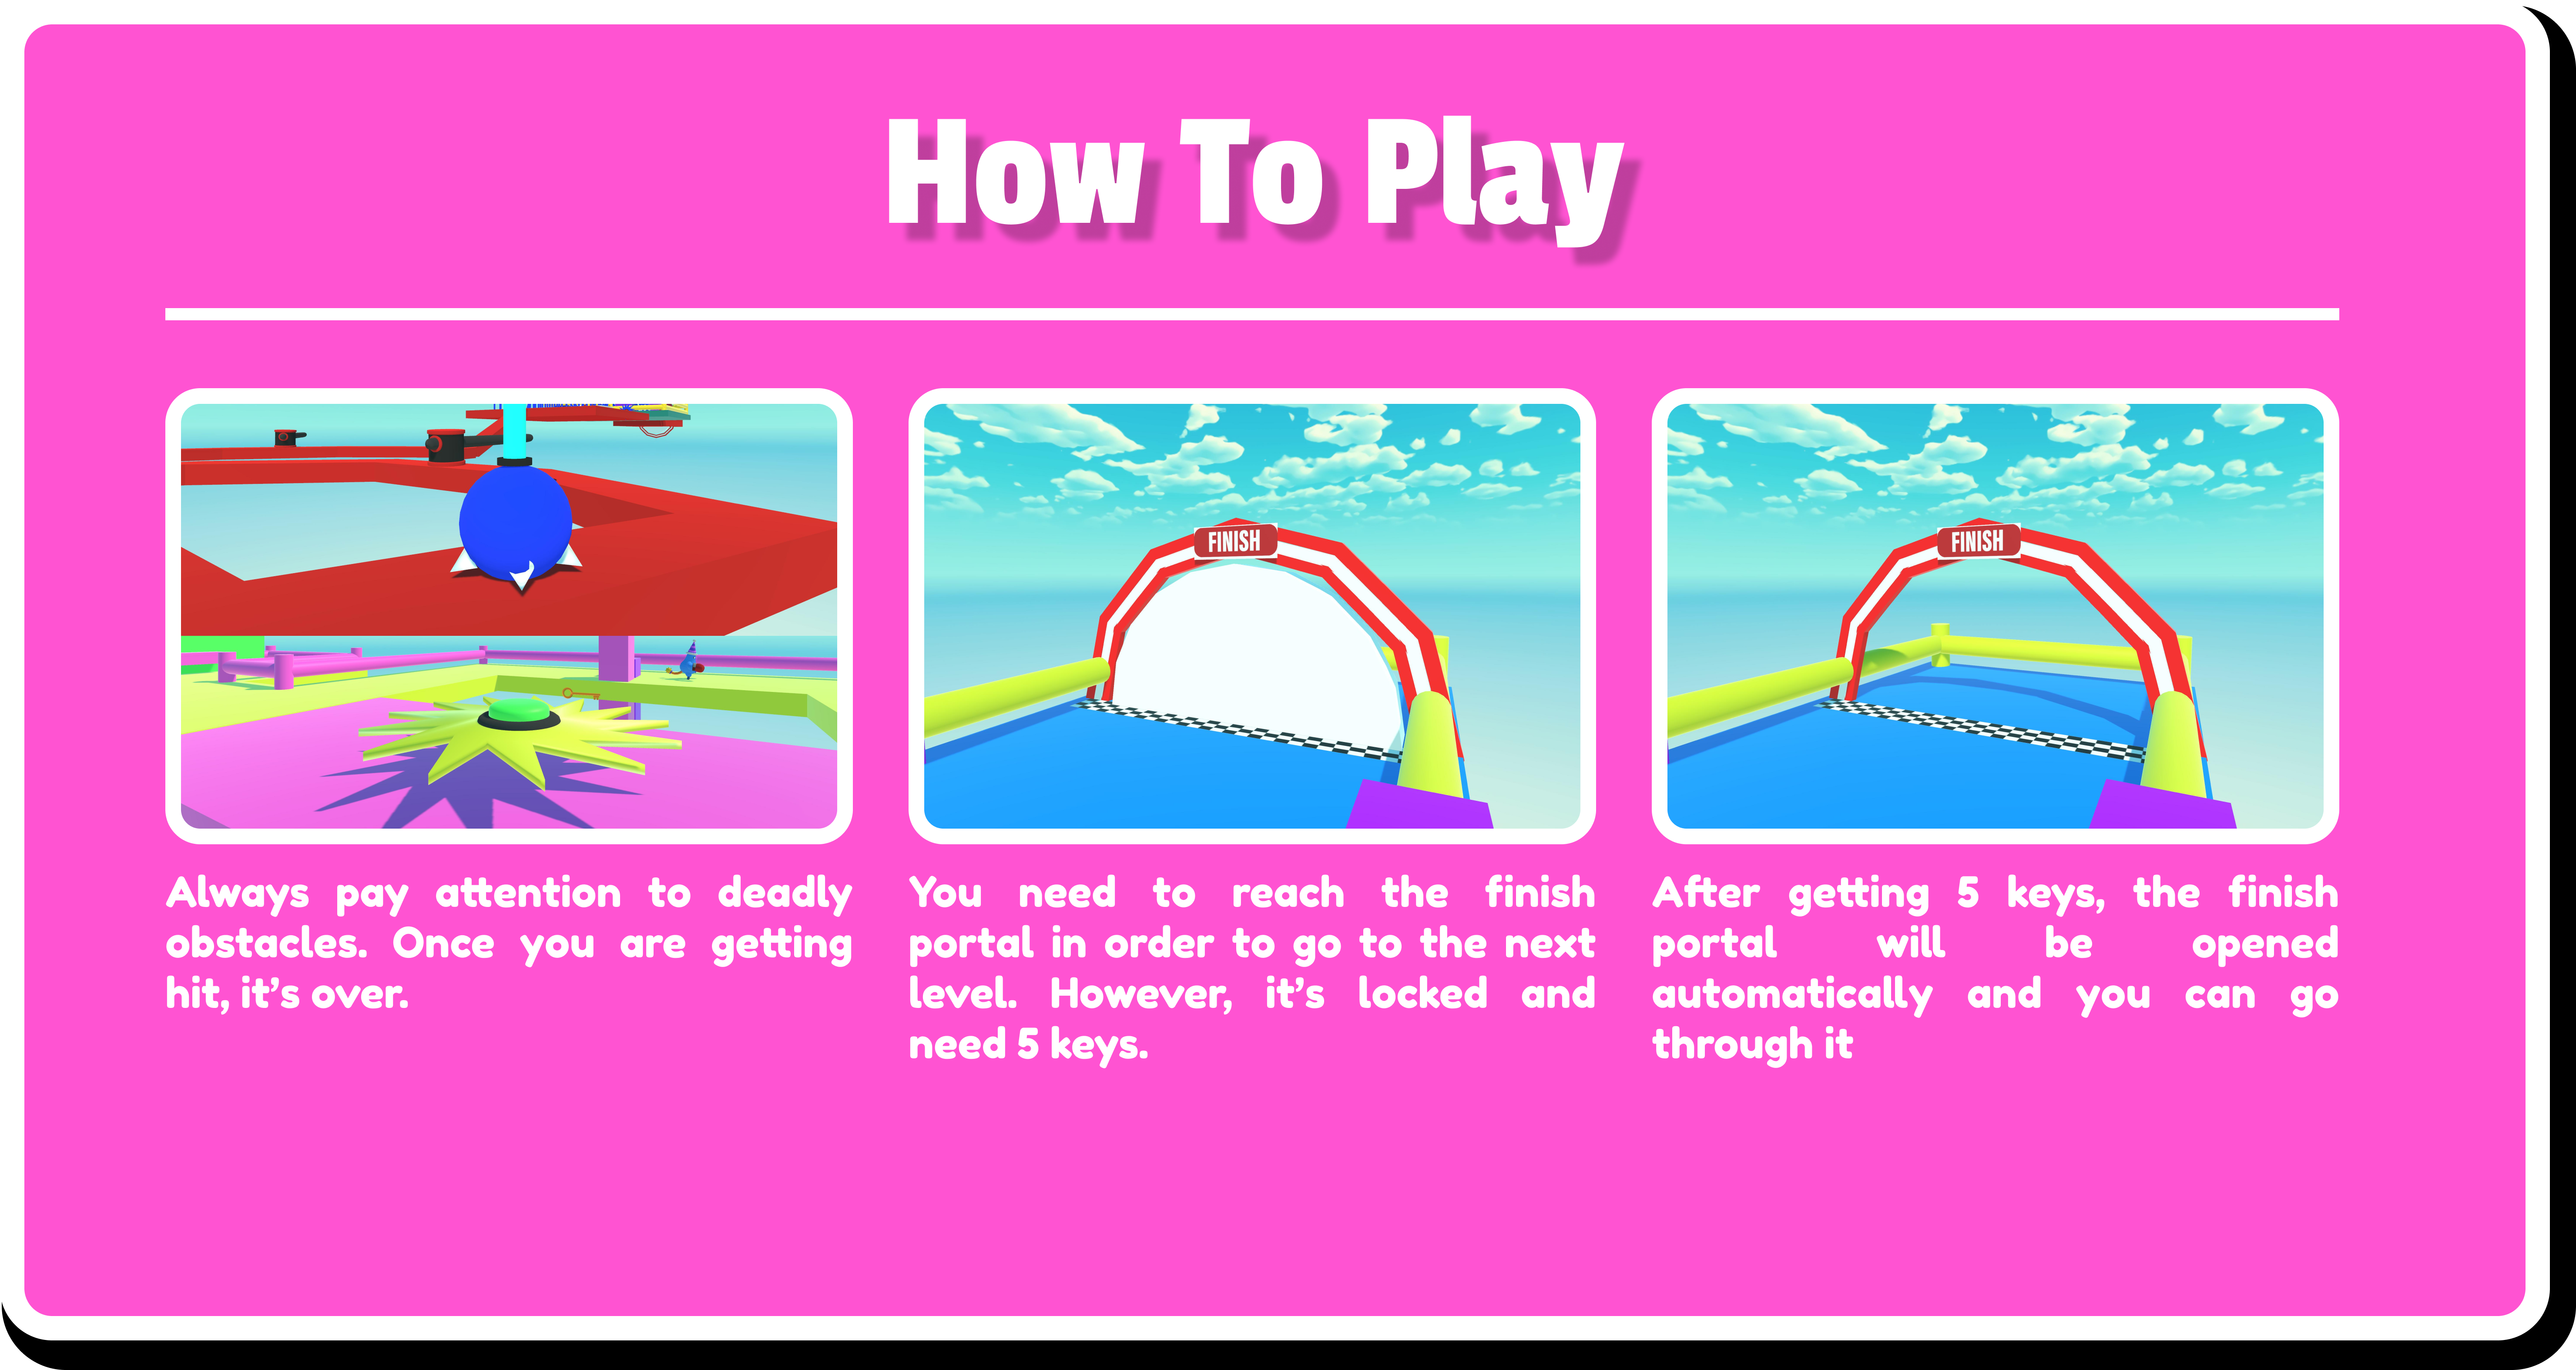 How To Play
FINISH
FINISH
Always pay attention to deadly
obstacles. Once you are getting
hit, it’s over.
You need to reach the finish
portal in order to go to the next
level. However, it’s locked and
need 5 keys.
After getting 5 keys, the finish
portal will be opened
automatically and you can go
through it